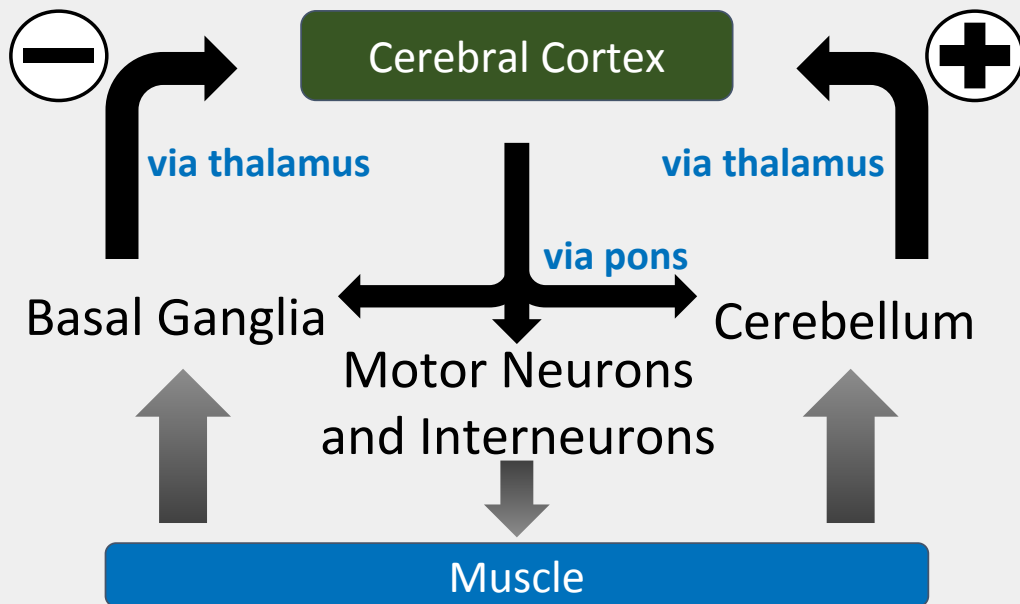 Cerebral Cortex
via thalamus
via thalamus
via pons
Basal Ganglia
Cerebellum
Motor Neurons
and Interneurons
Muscle